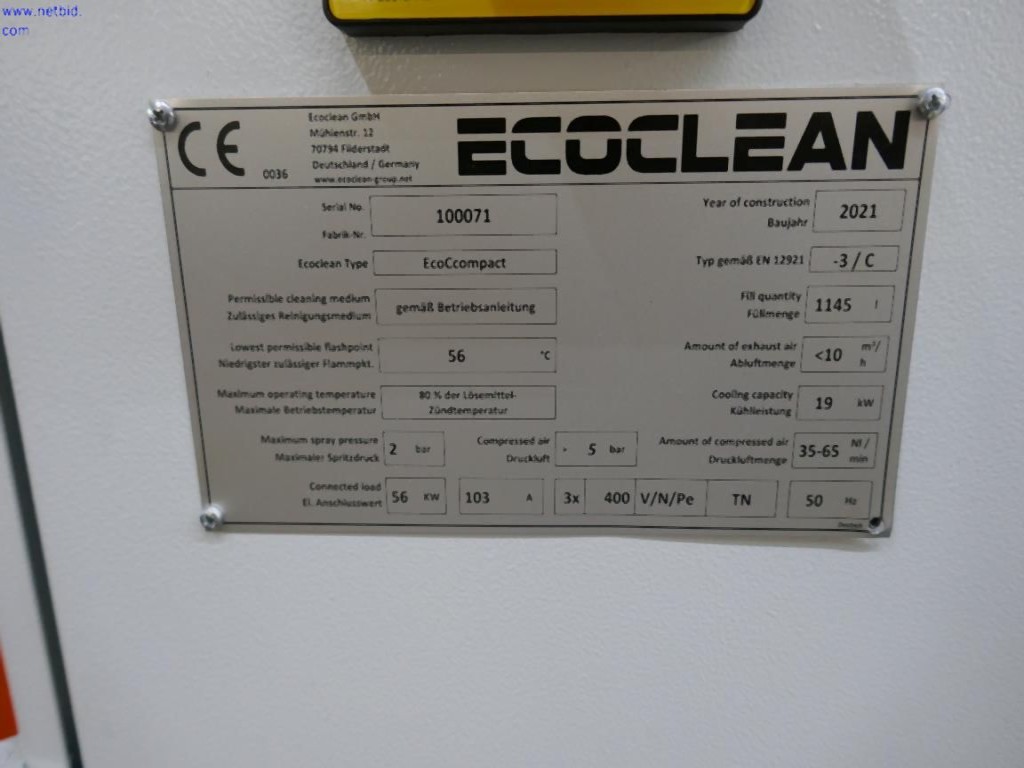 www.netbid.
com
CE
0036
Ecoclean GmbH
Mühlenstr. 12
70794 Filderstadt
Deutschland / Germany
www.ecoclean-group.net
ECOCLEAN
Serial No.
Fabrik-Nr.
100071
Year of construction
Baujahr
2021
Ecoclean Type
EcoCcompact
Typ gemäß EN 12921
-3 / C
Permissible cleaning medium
Zulässiges Reinigungsmedium
gemäß Betriebsanleitung
Fill quantity
Füllmenge
1145 l
Lowest permissible flashpoint
Niedrigster zulässiger Flammpkt.
56 °C
Amount of exhaust air
Abluftmenge
<10 m³/
h
Maximum operating temperature
Maximale Betriebstemperatur
80 % der Lösemittel-
Zündtemperatur
Cooling capacity
Kühlleistung
19 kW
Maximum spray pressure
Maximaler Spritzdruck
2 bar
Compressed air
Druckluft
- 5 bar
Amount of compressed air
Druckluftmenge
35-65 Nl /
min
Connected load
El. Anschlusswert
56 KW 103 A 3x 400 V/N/Pe TN 50 Hz